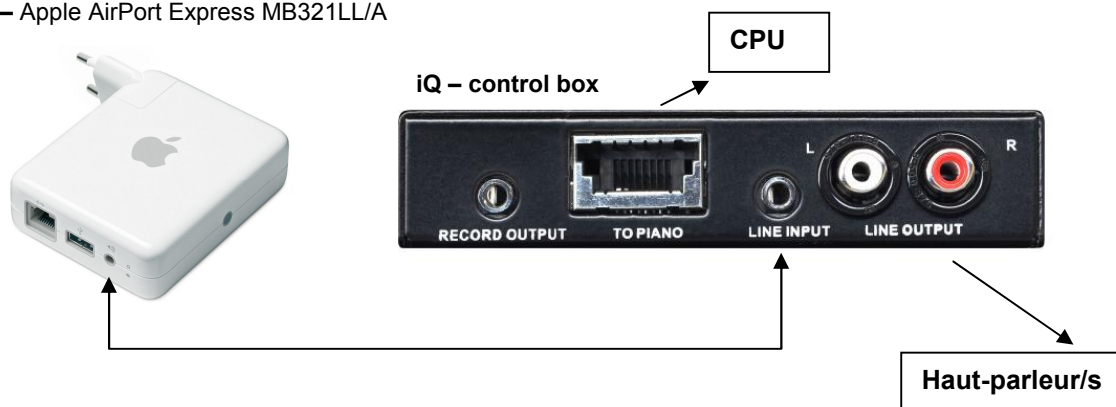 – Apple AirPort Express MB321LL/A
CPU
iQ – control box
L
R
RECORD OUTPUT
TO PIANO
LINE INPUT
LINE OUTPUT
Haut-parleur/s